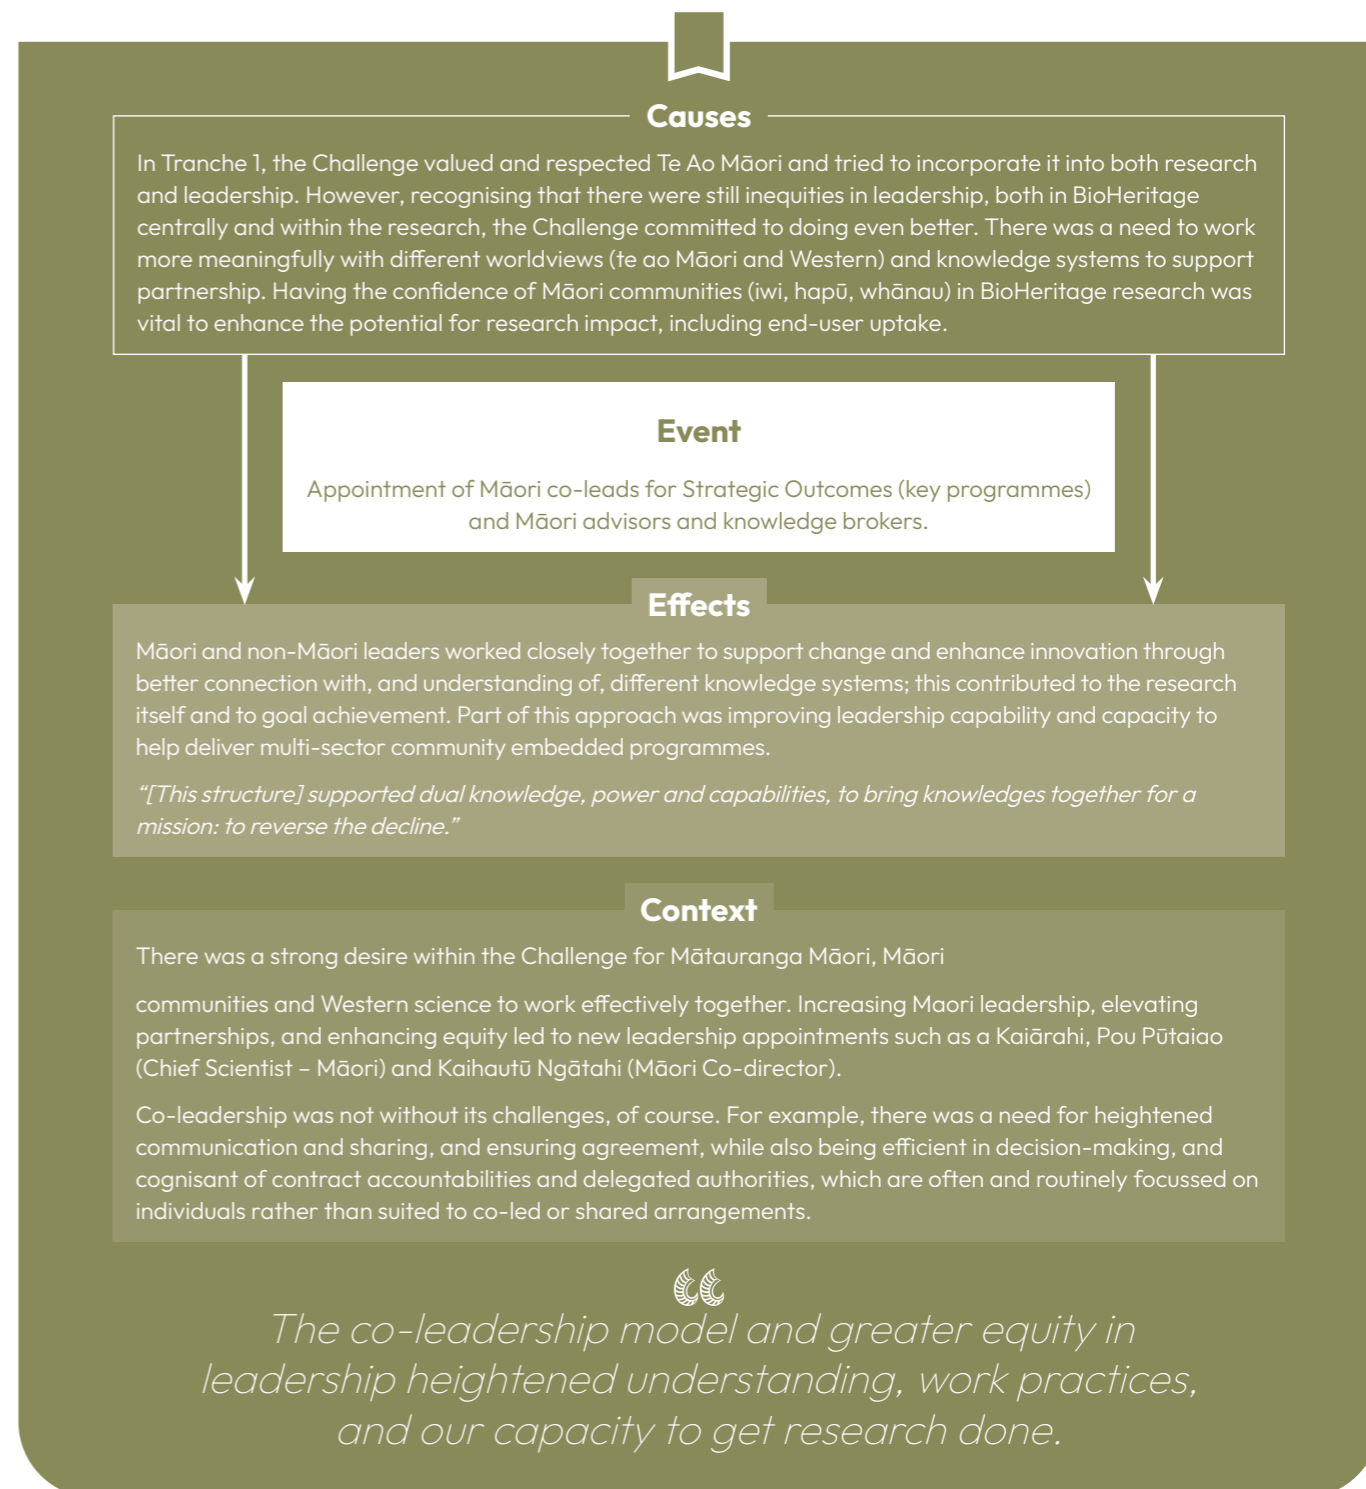 Causes
In Tranche 1, the Challenge valued and respected Te Ao Māori and tried to incorporate it into both research
and leadership. However, recognising that there were still inequities in leadership, both in BioHeritage
centrally and within the research, the Challenge committed to doing even better. There was a need to work
more meaningfully with different worldviews (te ao Māori and Western) and knowledge systems to support
partnership. Having the confidence of Māori communities (iwi, hapū, whānau) in BioHeritage research was
vital to enhance the potential for research impact, including end-user uptake.
Event
Appointment of Māori co-leads for Strategic Outcomes (key programmes)
and Māori advisors and knowledge brokers.
Effects
Māori and non-Māori leaders worked closely together to support change and enhance innovation through
better connection with, and understanding of, different knowledge systems; this contributed to the research
itself and to goal achievement. Part of this approach was improving leadership capability and capacity to
help deliver multi-sector community embedded programmes.
“[This structure] supported dual knowledge, power and capabilities, to bring knowledges together for a
mission: to reverse the decline.”
Context
There was a strong desire within the Challenge for Mātauranga Māori, Māori
communities and Western science to work effectively together. Increasing Maori leadership, elevating
partnerships, and enhancing equity led to new leadership appointments such as a Kaiārahi, Pou Pūtaiao
(Chief Scientist – Māori) and Kaihautū Ngātahi (Māori Co-director).
Co-leadership was not without its challenges, of course. For example, there was a need for heightened
communication and sharing, and ensuring agreement, while also being efficient in decision-making, and
cognisant of contract accountabilities and delegated authorities, which are often and routinely focussed on
individuals rather than suited to co-led or shared arrangements.
“
The co-leadership model and greater equity in
leadership heightened understanding, work practices,
and our capacity to get research done.